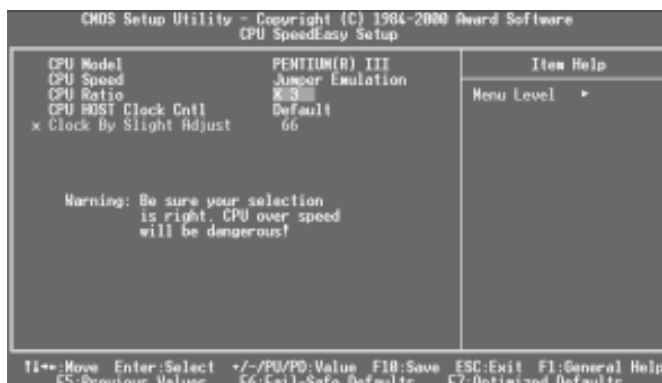 CMOS Setup Utility - Copyright (C) 1984-2000 Award Software
CPU SpeedEasy Setup
CPU Model PENTIUM(R) III
CPU Speed Jumper Emulation
CPU Ratio X 3
CPU HOST Clock Cntl Default
x Clock By Slight Adjust 66
Item Help
Menu Level ►
Warning: Be sure your selection
is right. CPU over speed
will be dangerous!
↑↓→←:Move Enter:Select +/-/PU/PD:Value F10:Save ESC:Exit F1:General Help
F5:Previous Values F6:Fail-Safe Defaults F7:Optimized Defaults